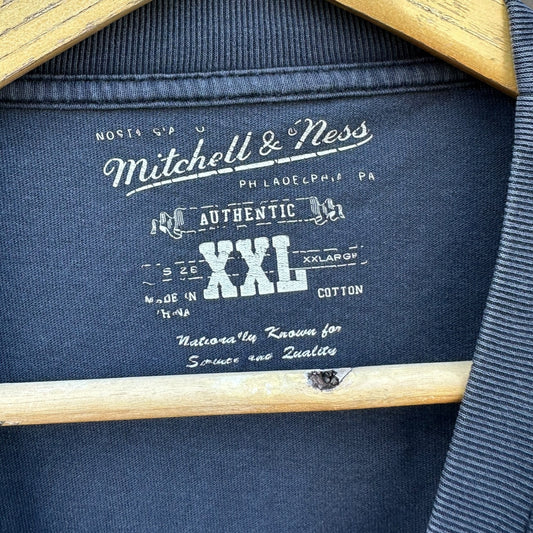 Mitchell & Ness
PHILADELPHIA PA
AUTHENTIC
SIZE XXL XXLARGE
MADE IN COTTON
CHINA
Nationally Known for
Service and Quality